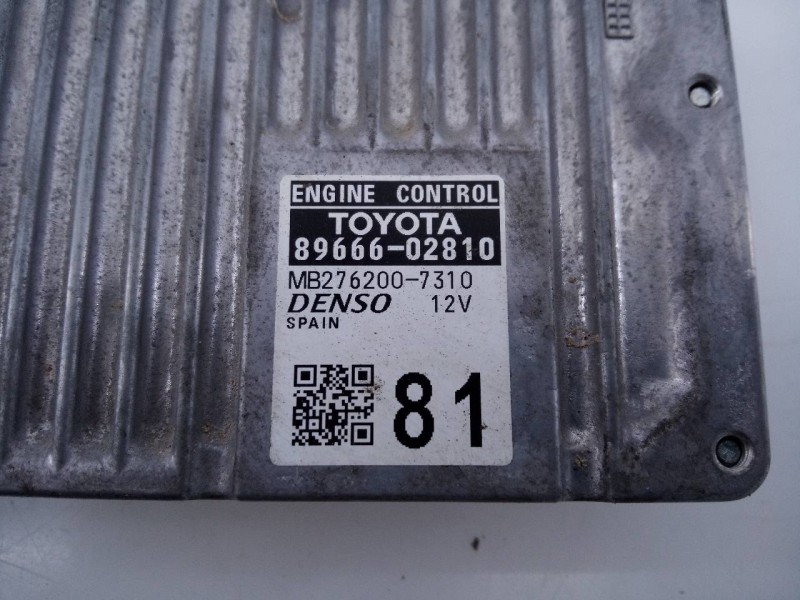 ENGINE CONTROL
TOYOTA
89666-02810
MB276200-7310
DENSO 12V
SPAIN
81